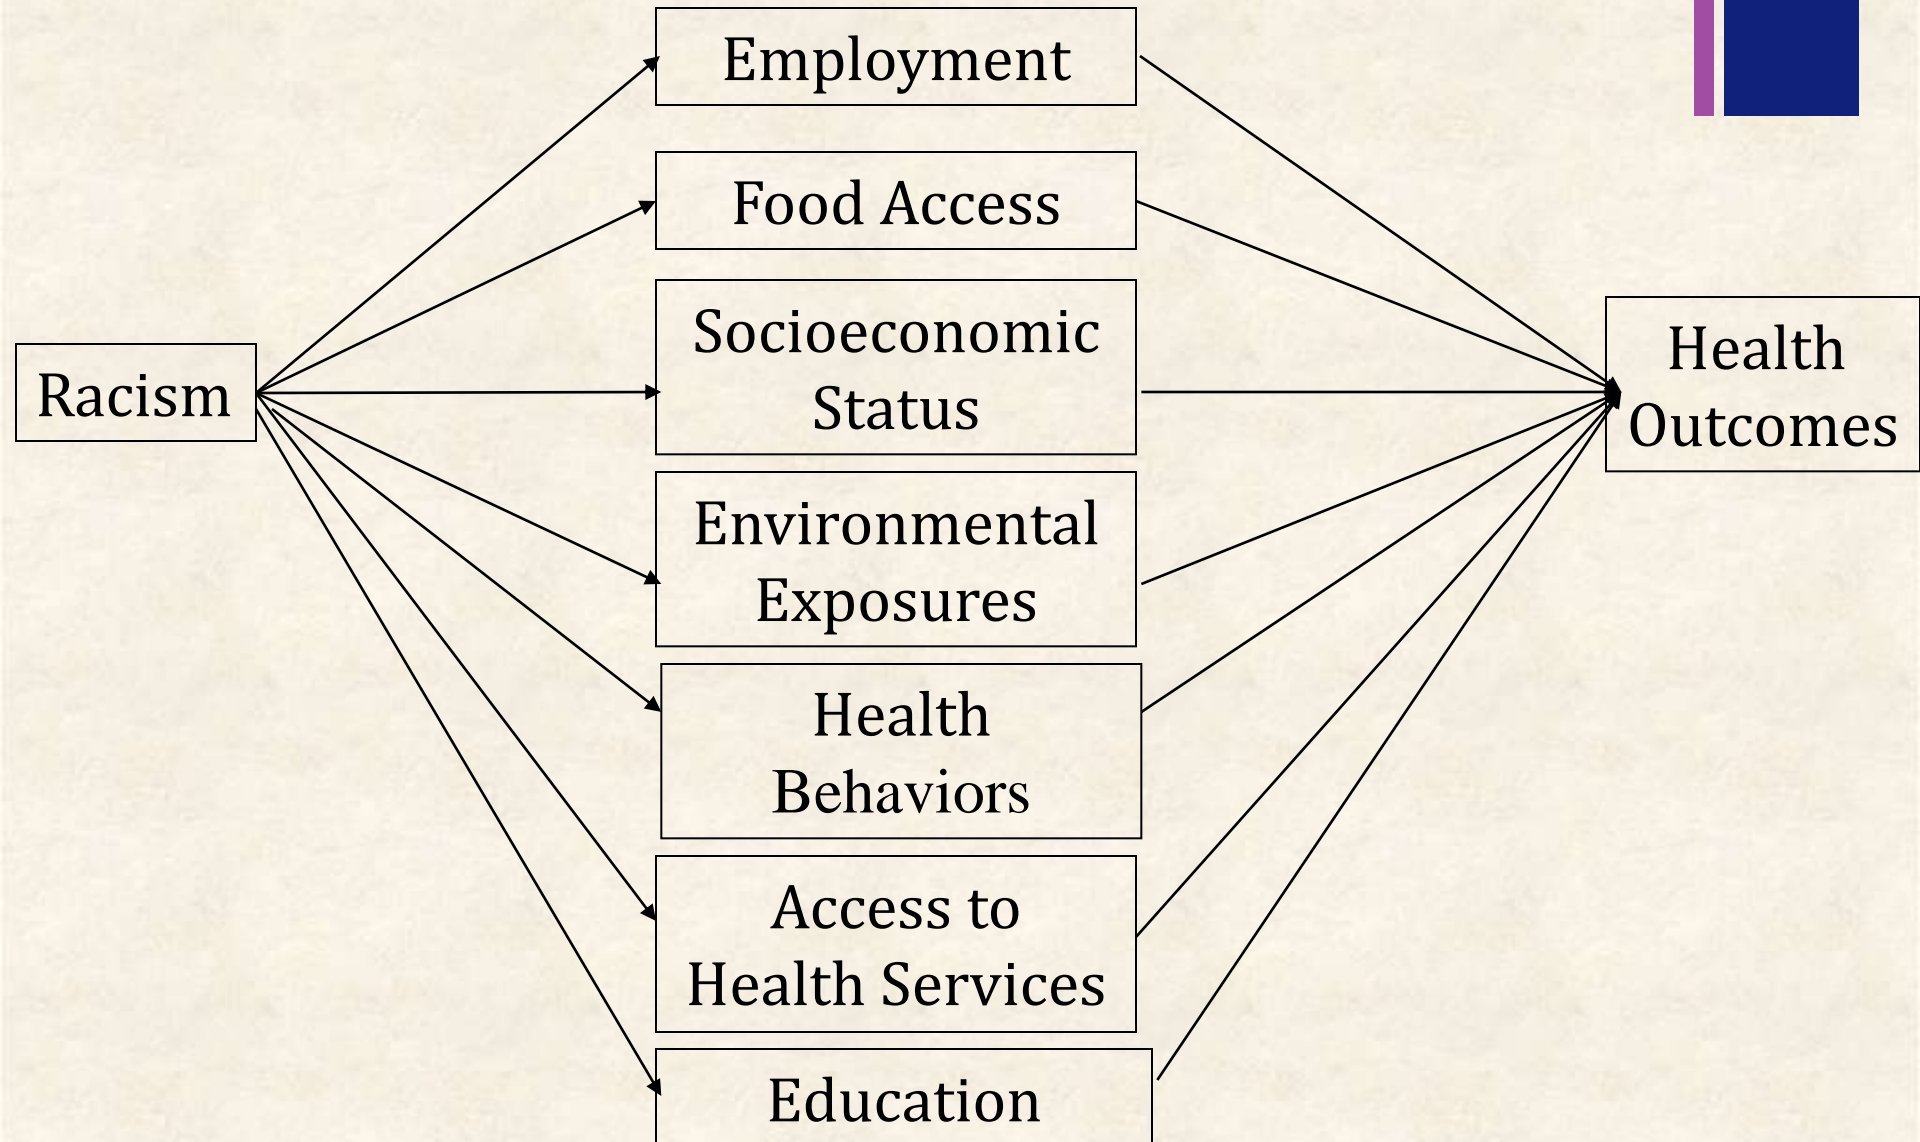 Employment
Food Access
Socioeconomic
Status
Racism
Health
Outcomes
Environmental
Exposures
Health
Behaviors
Access to
Health Services
Education